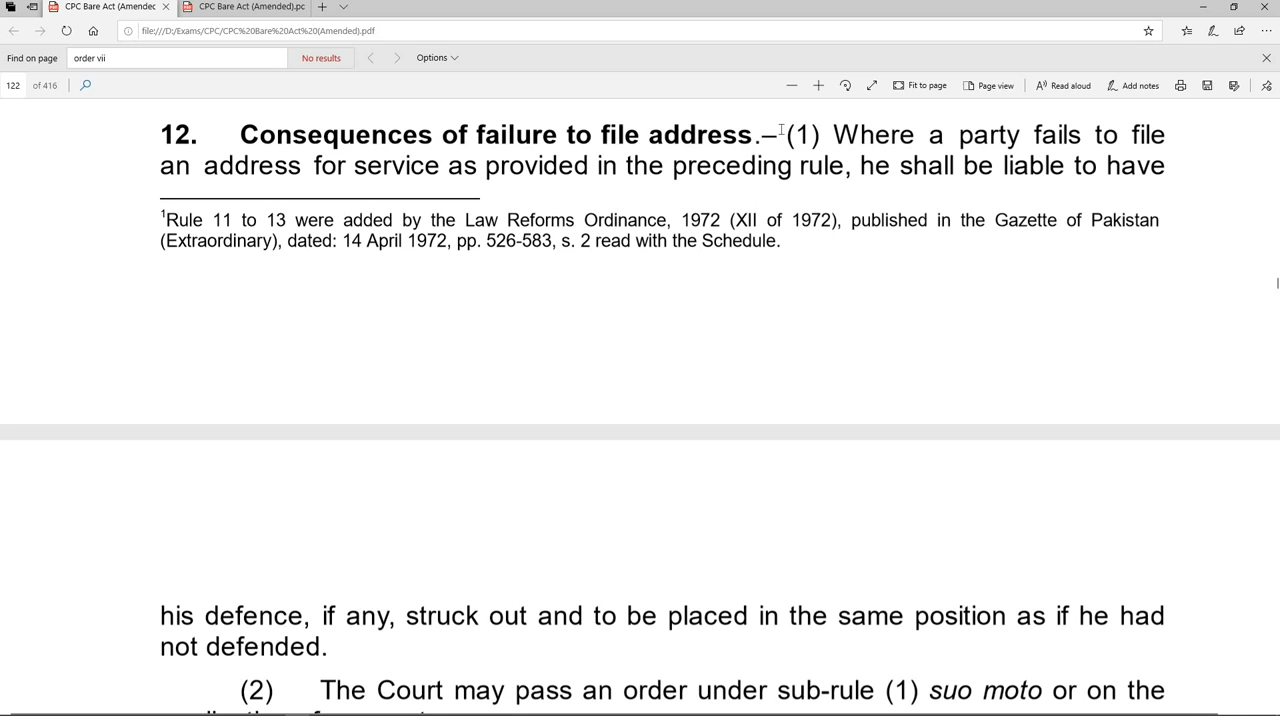 CPC Bare Act (Amendec
CPC Bare Act (Amended).pc
file:///D:/Exams/CPC/CPC%20Bare%20Act%20(Amended).pdf
Find on page
order vii
No results
Options
122 of 416
Fit to page
Page view
Read aloud
Add notes
12. Consequences of failure to file address.–(1) Where a party fails to file
an address for service as provided in the preceding rule, he shall be liable to have
1Rule 11 to 13 were added by the Law Reforms Ordinance, 1972 (XII of 1972), published in the Gazette of Pakistan
(Extraordinary), dated: 14 April 1972, pp. 526-583, s. 2 read with the Schedule.
his defence, if any, struck out and to be placed in the same position as if he had
not defended.
(2) The Court may pass an order under sub-rule (1) suo moto or on the